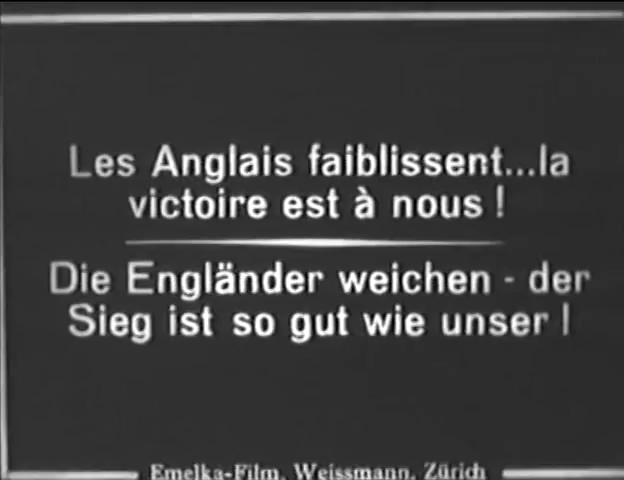 Les Anglais faiblissent...la
victoire est à nous !
Die Engländer weichen - der
Sieg ist so gut wie unser !
Emelka-Film, Weissmann, Zürich